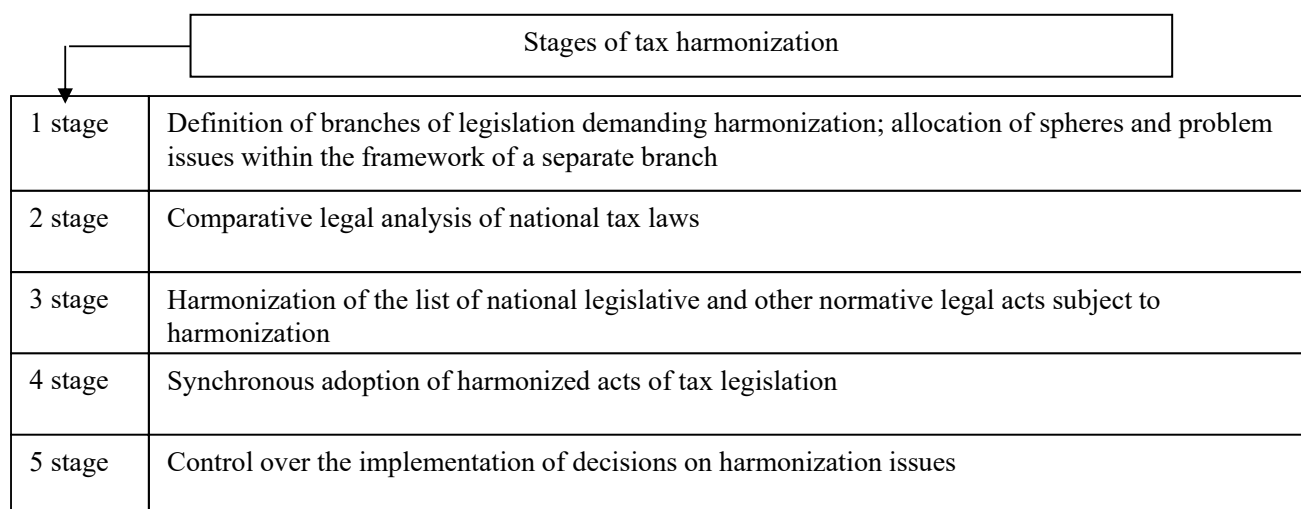 Stages of tax harmonization
1 stage
Definition of branches of legislation demanding harmonization; allocation of spheres and problem
issues within the framework of a separate branch
2 stage
Comparative legal analysis of national tax laws
3 stage
Harmonization of the list of national legislative and other normative legal acts subject to
harmonization
4 stage
Synchronous adoption of harmonized acts of tax legislation
5 stage
Control over the implementation of decisions on harmonization issues